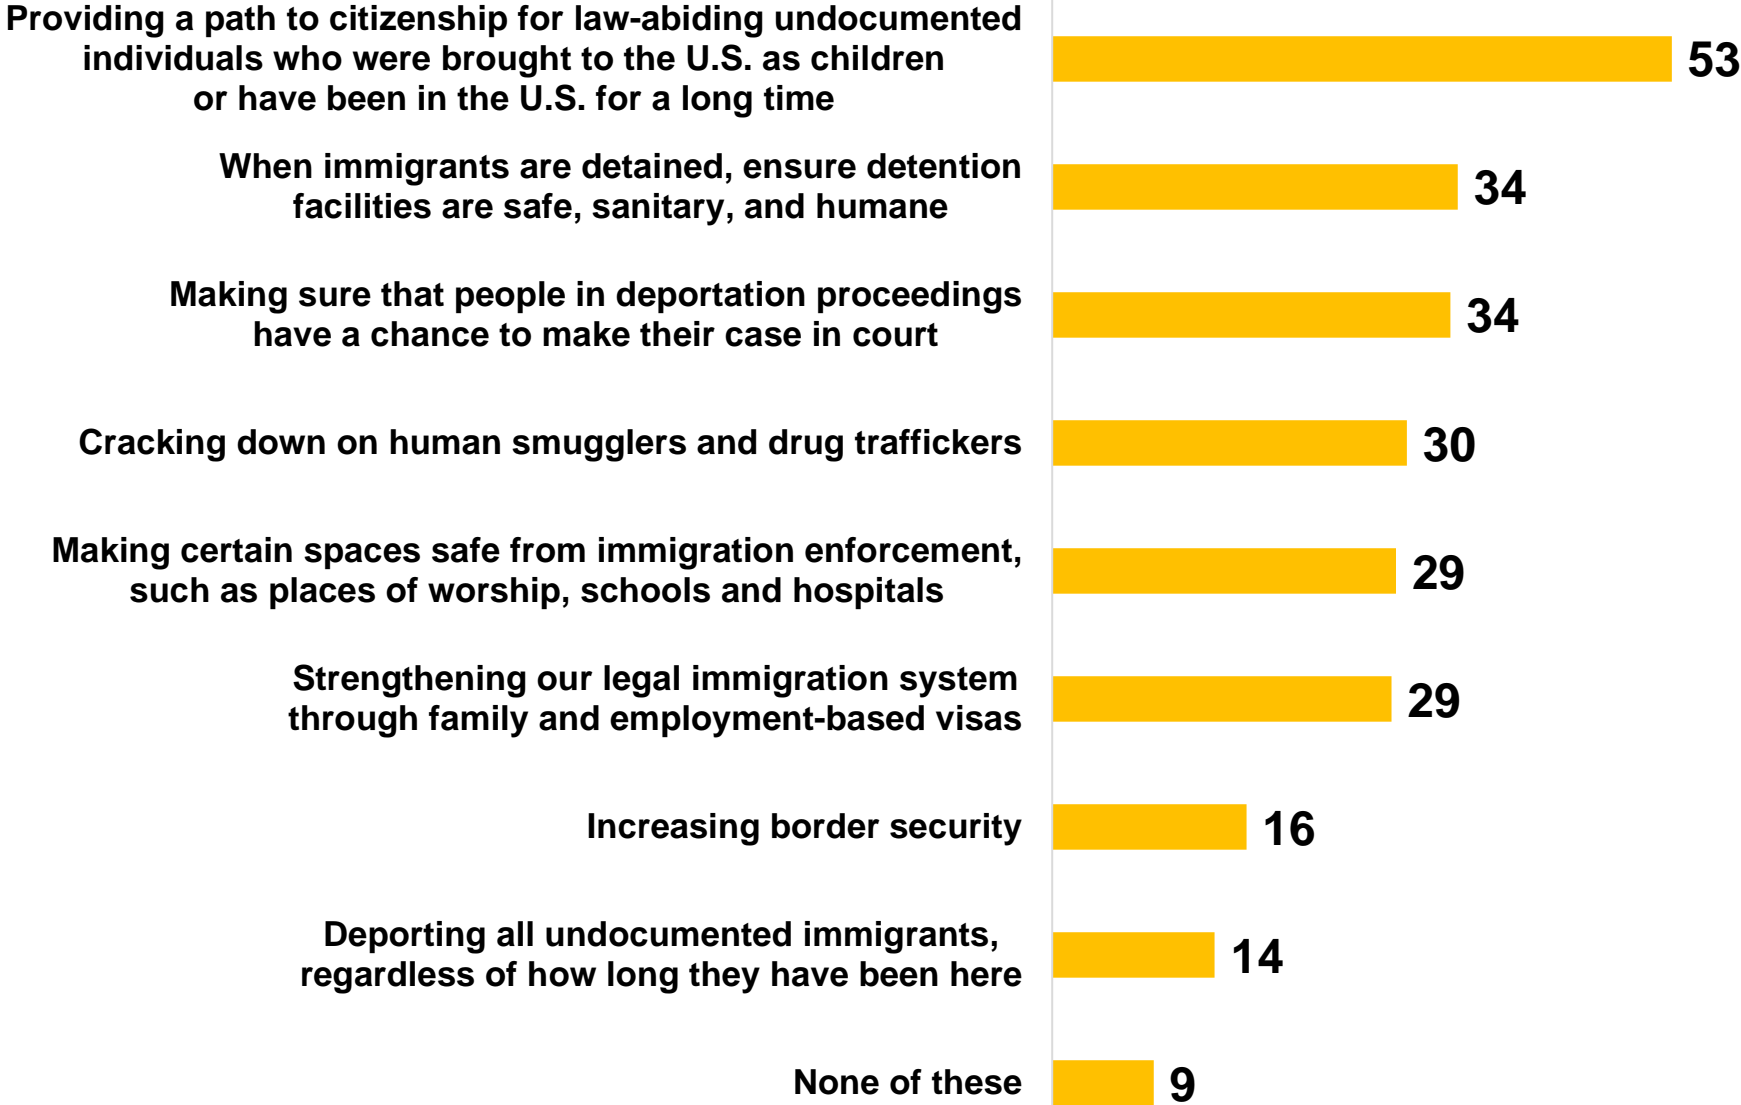 Providing a path to citizenship for law-abiding undocumented
individuals who were brought to the U.S. as children
or have been in the U.S. for a long time
53
When immigrants are detained, ensure detention
facilities are safe, sanitary, and humane
34
Making sure that people in deportation proceedings
have a chance to make their case in court
34
Cracking down on human smugglers and drug traffickers
30
Making certain spaces safe from immigration enforcement,
such as places of worship, schools and hospitals
29
Strengthening our legal immigration system
through family and employment-based visas
29
Increasing border security
16
Deporting all undocumented immigrants,
regardless of how long they have been here
14
None of these
9